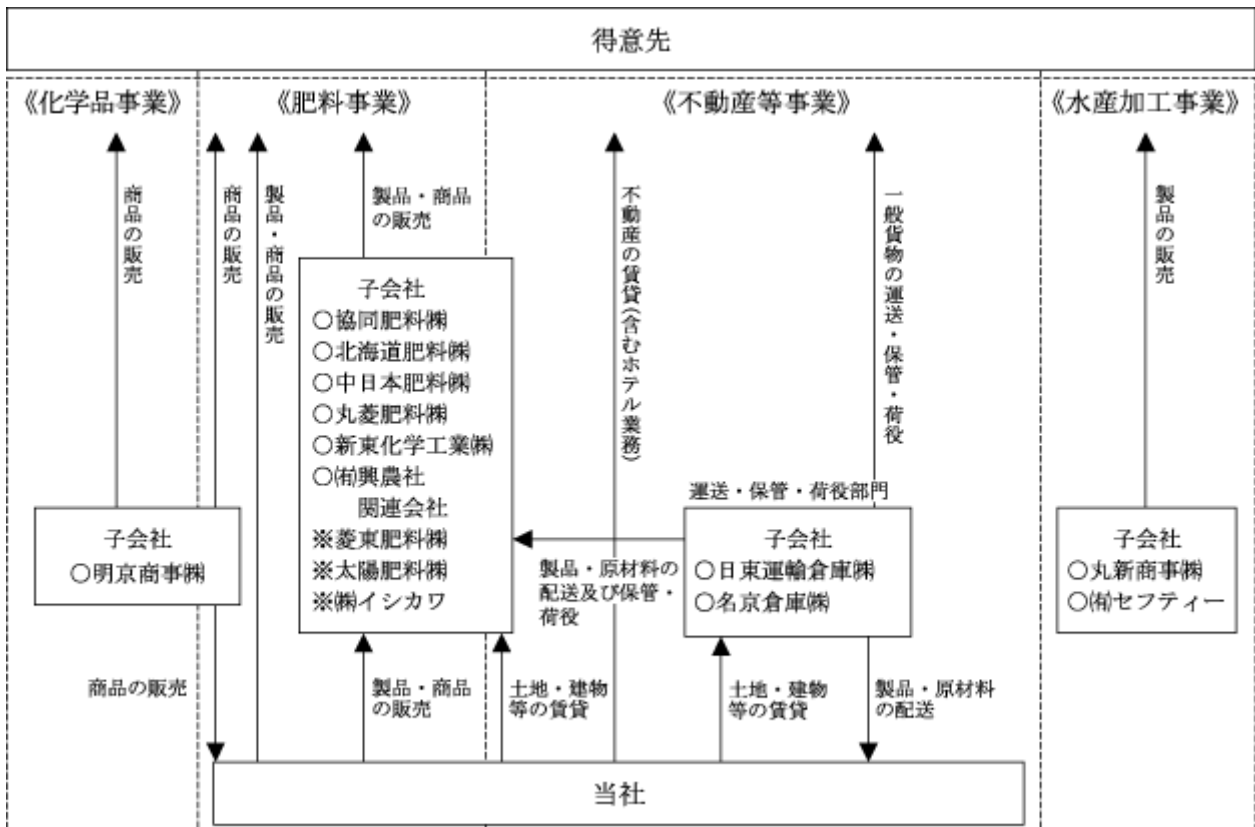 得意先
《化学品事業》
《肥料事業》
《不動産等事業》
《水産加工事業》
商品の販売
商品の販売
製品・商品の販売
製品・商品
の販売
不動産の賃貸(含むホテル業務)
一般貨物の運送・保管・荷役
製品の販売
子会社
○明京商事㈱
子会社
○協同肥料㈱
○北海道肥料㈱
○中日本肥料㈱
○丸菱肥料㈱
○新東化学工業㈱
○㈲興農社
関連会社
※菱東肥料㈱
※太陽肥料㈱
※㈱イシカワ
製品・原材料の
配送及び保管・
荷役
運送・保管・荷役部門
子会社
○日東運輸倉庫㈱
○名京倉庫㈱
子会社
○丸新商事㈱
○㈲セフティー
商品の販売
製品・商品
の販売
土地・建物
等の賃貸
土地・建物
等の賃貸
製品・原材料
の配送
当社